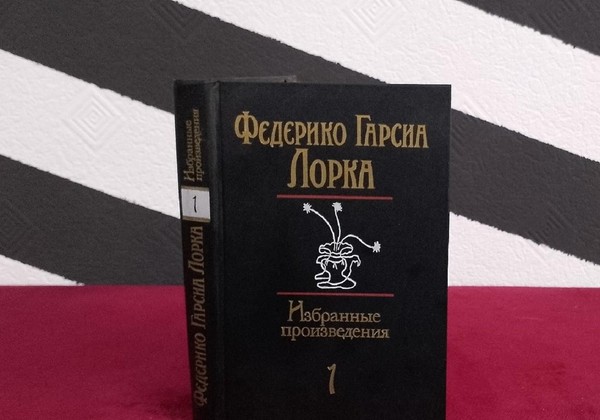 Федерико Гарсиа
Лорка
Избранные
произведения
1
Избранные
произведения
1
Федерико Гарсиа Лорка